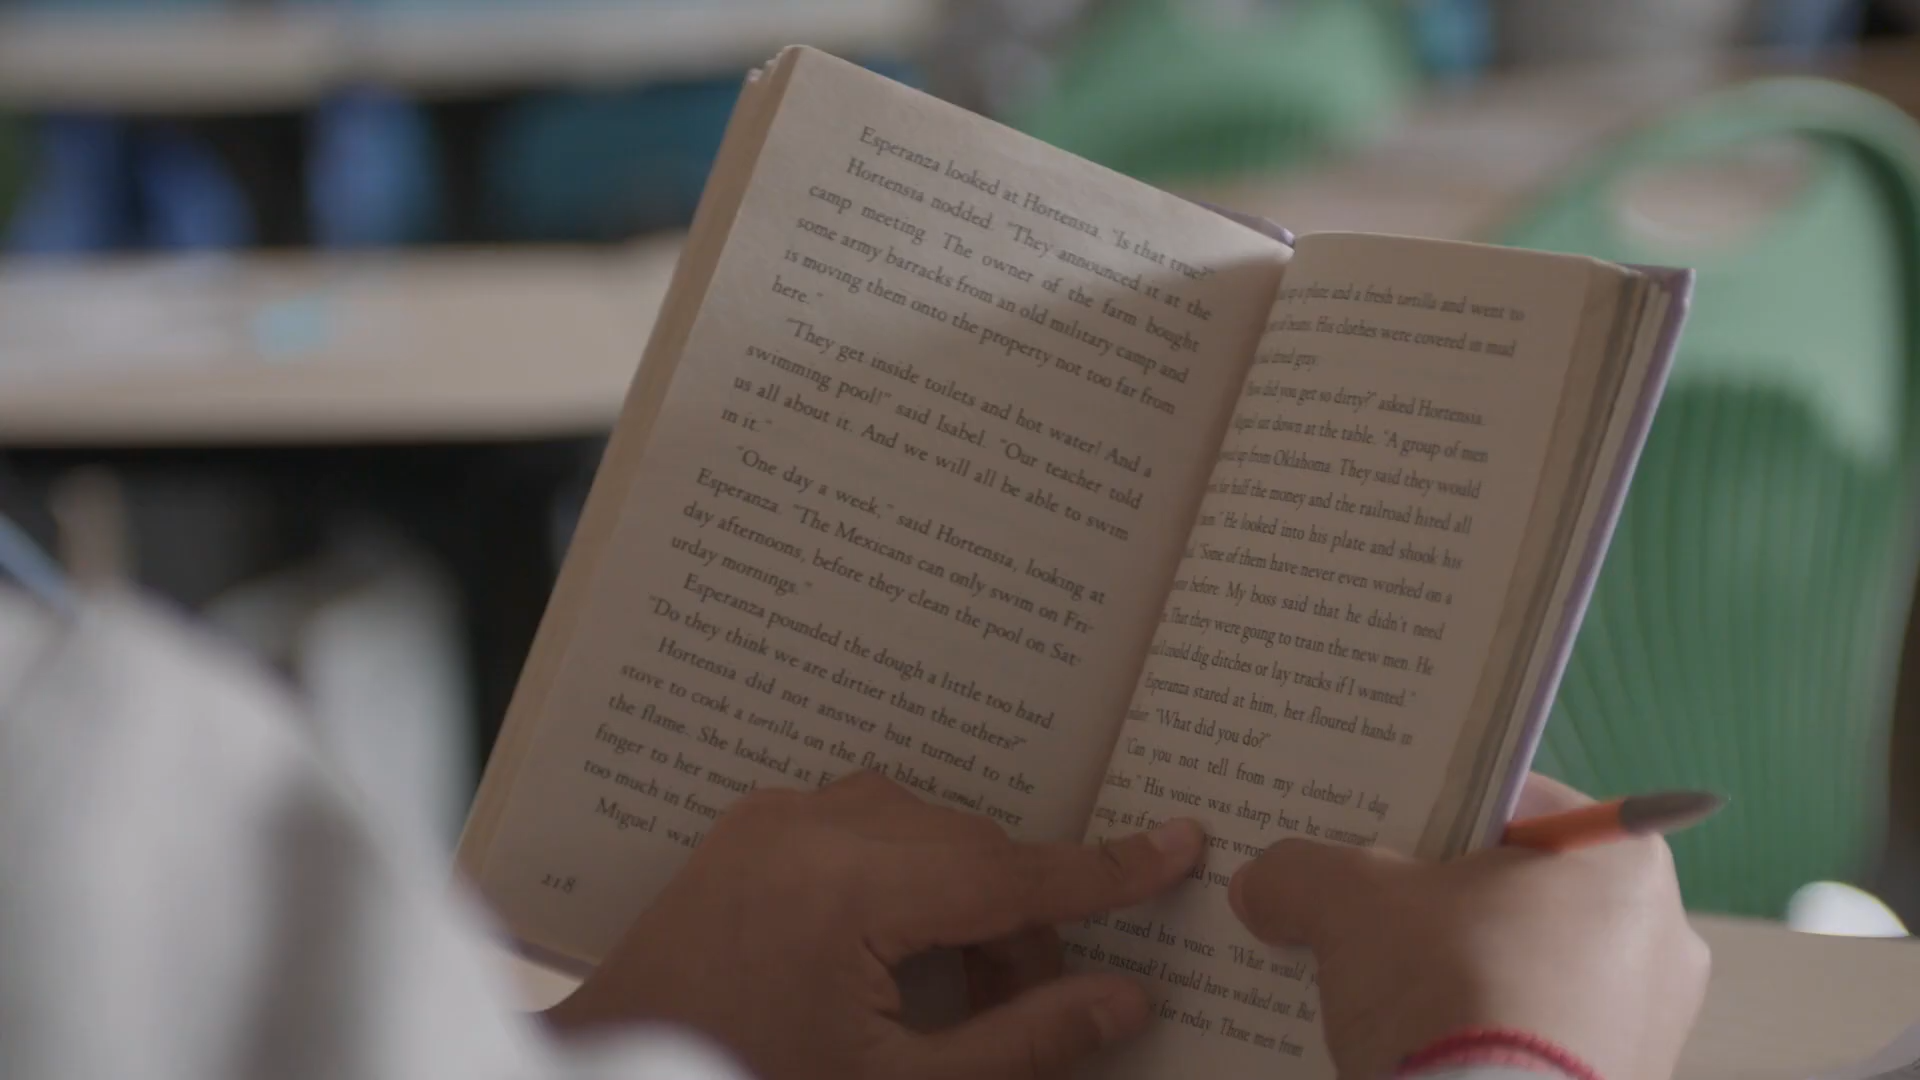 Esperanza looked at Hortensia. "Is that true?"
Hortensia nodded. "They announced it at the
camp meeting. The owner of the farm bought
some army barracks from an old military camp and
is moving them onto the property not too far from
here."
"They get inside toilets and hot water! And a
swimming pool!" said Isabel. "Our teacher told
us all about it. And we will all be able to swim
in it."
"One day a week," said Hortensia, looking at
Esperanza. "The Mexicans can only swim on Fri-
day afternoons, before they clean the pool on Sat-
urday mornings."
Esperanza pounded the dough a little too hard.
"Do they think we are dirtier than the others?"
Hortensia did not answer but turned to the
stove to cook a tortilla on the flat black comal over
the flame. She looked at
finger to her mouth
too much in front
Miguel
218
up a plate and a fresh tortilla and went to
of beans. His clothes were covered in mud
dried gray.
did you get so dirty?" asked Hortensia.
sat down at the table. "A group of men
up from Oklahoma. They said they would
for half the money and the railroad hired all
He looked into his plate and shook his
"Some of them have never even worked on a
before. My boss said that he didn't need
That they were going to train the new men. He
I could dig ditches or lay tracks if I wanted."
Esperanza stared at him, her floured hands in
"What did you do?"
"Can you not tell from my clothes? I dug
His voice was sharp but he continued
as if were
you
raised his voice. "What would
me do instead? I could have walked out. But
for today. Those men from